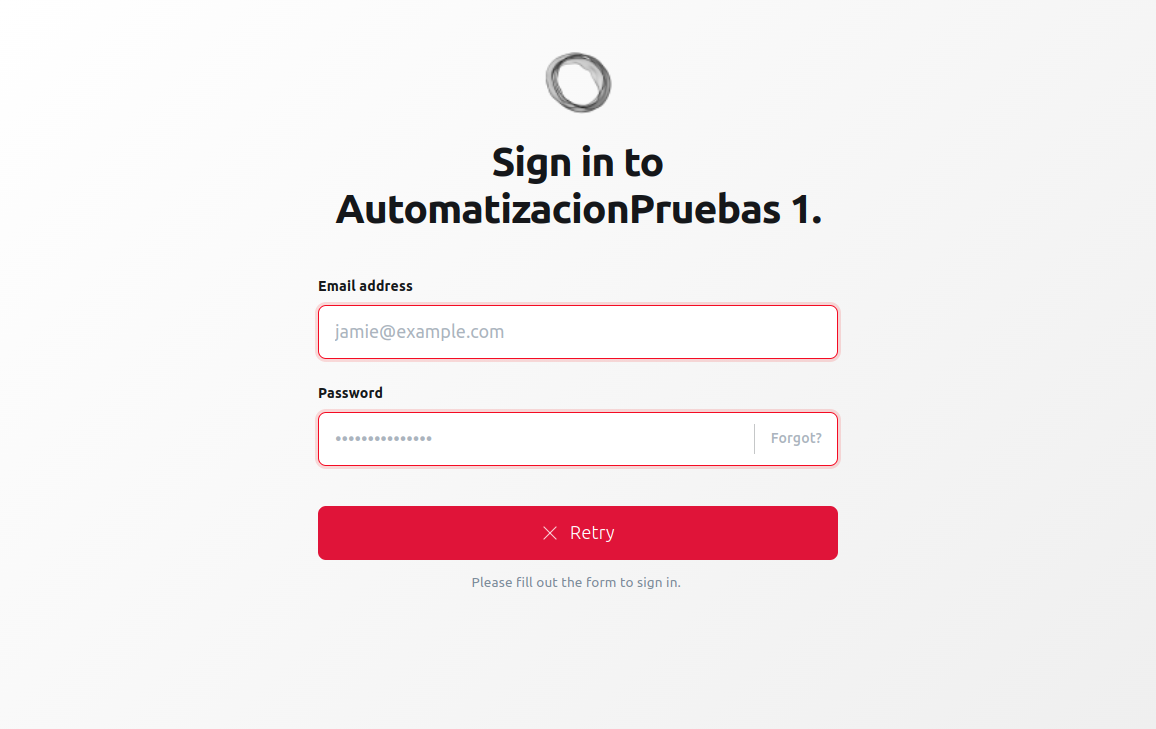 Sign in to
AutomatizacionPruebas 1.
Email address
jamie@example.com
Password
•••••••••••••••
Forgot?
Retry
Please fill out the form to sign in.